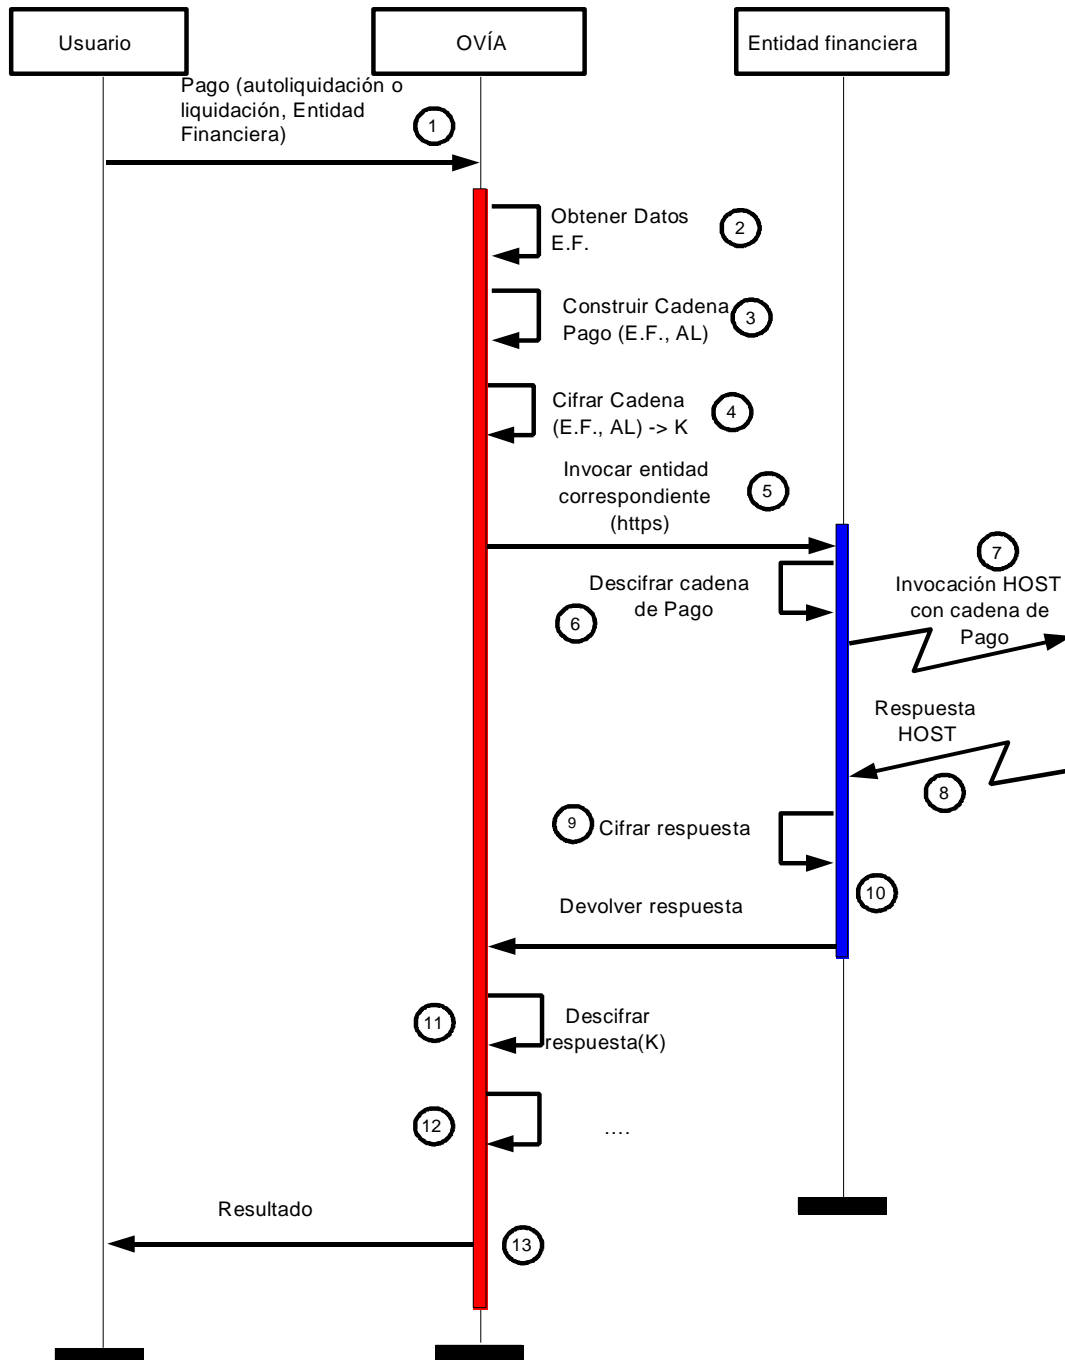 Usuario
OVÍA
Entidad financiera
Pago (autoliquidación o
liquidación, Entidad
Financiera)
1
Obtener Datos
E.F.
2
Construir Cadena
Pago (E.F., AL)
3
Cifrar Cadena
(E.F., AL) -> K
4
Invocar entidad
correspondiente
(https)
5
Descifrar cadena
de Pago
6
7
Invocación HOST
con cadena de
Pago
Respuesta
HOST
8
9
Cifrar respuesta
10
Devolver respuesta
11
Descifrar
respuesta(K)
12
....
Resultado
13